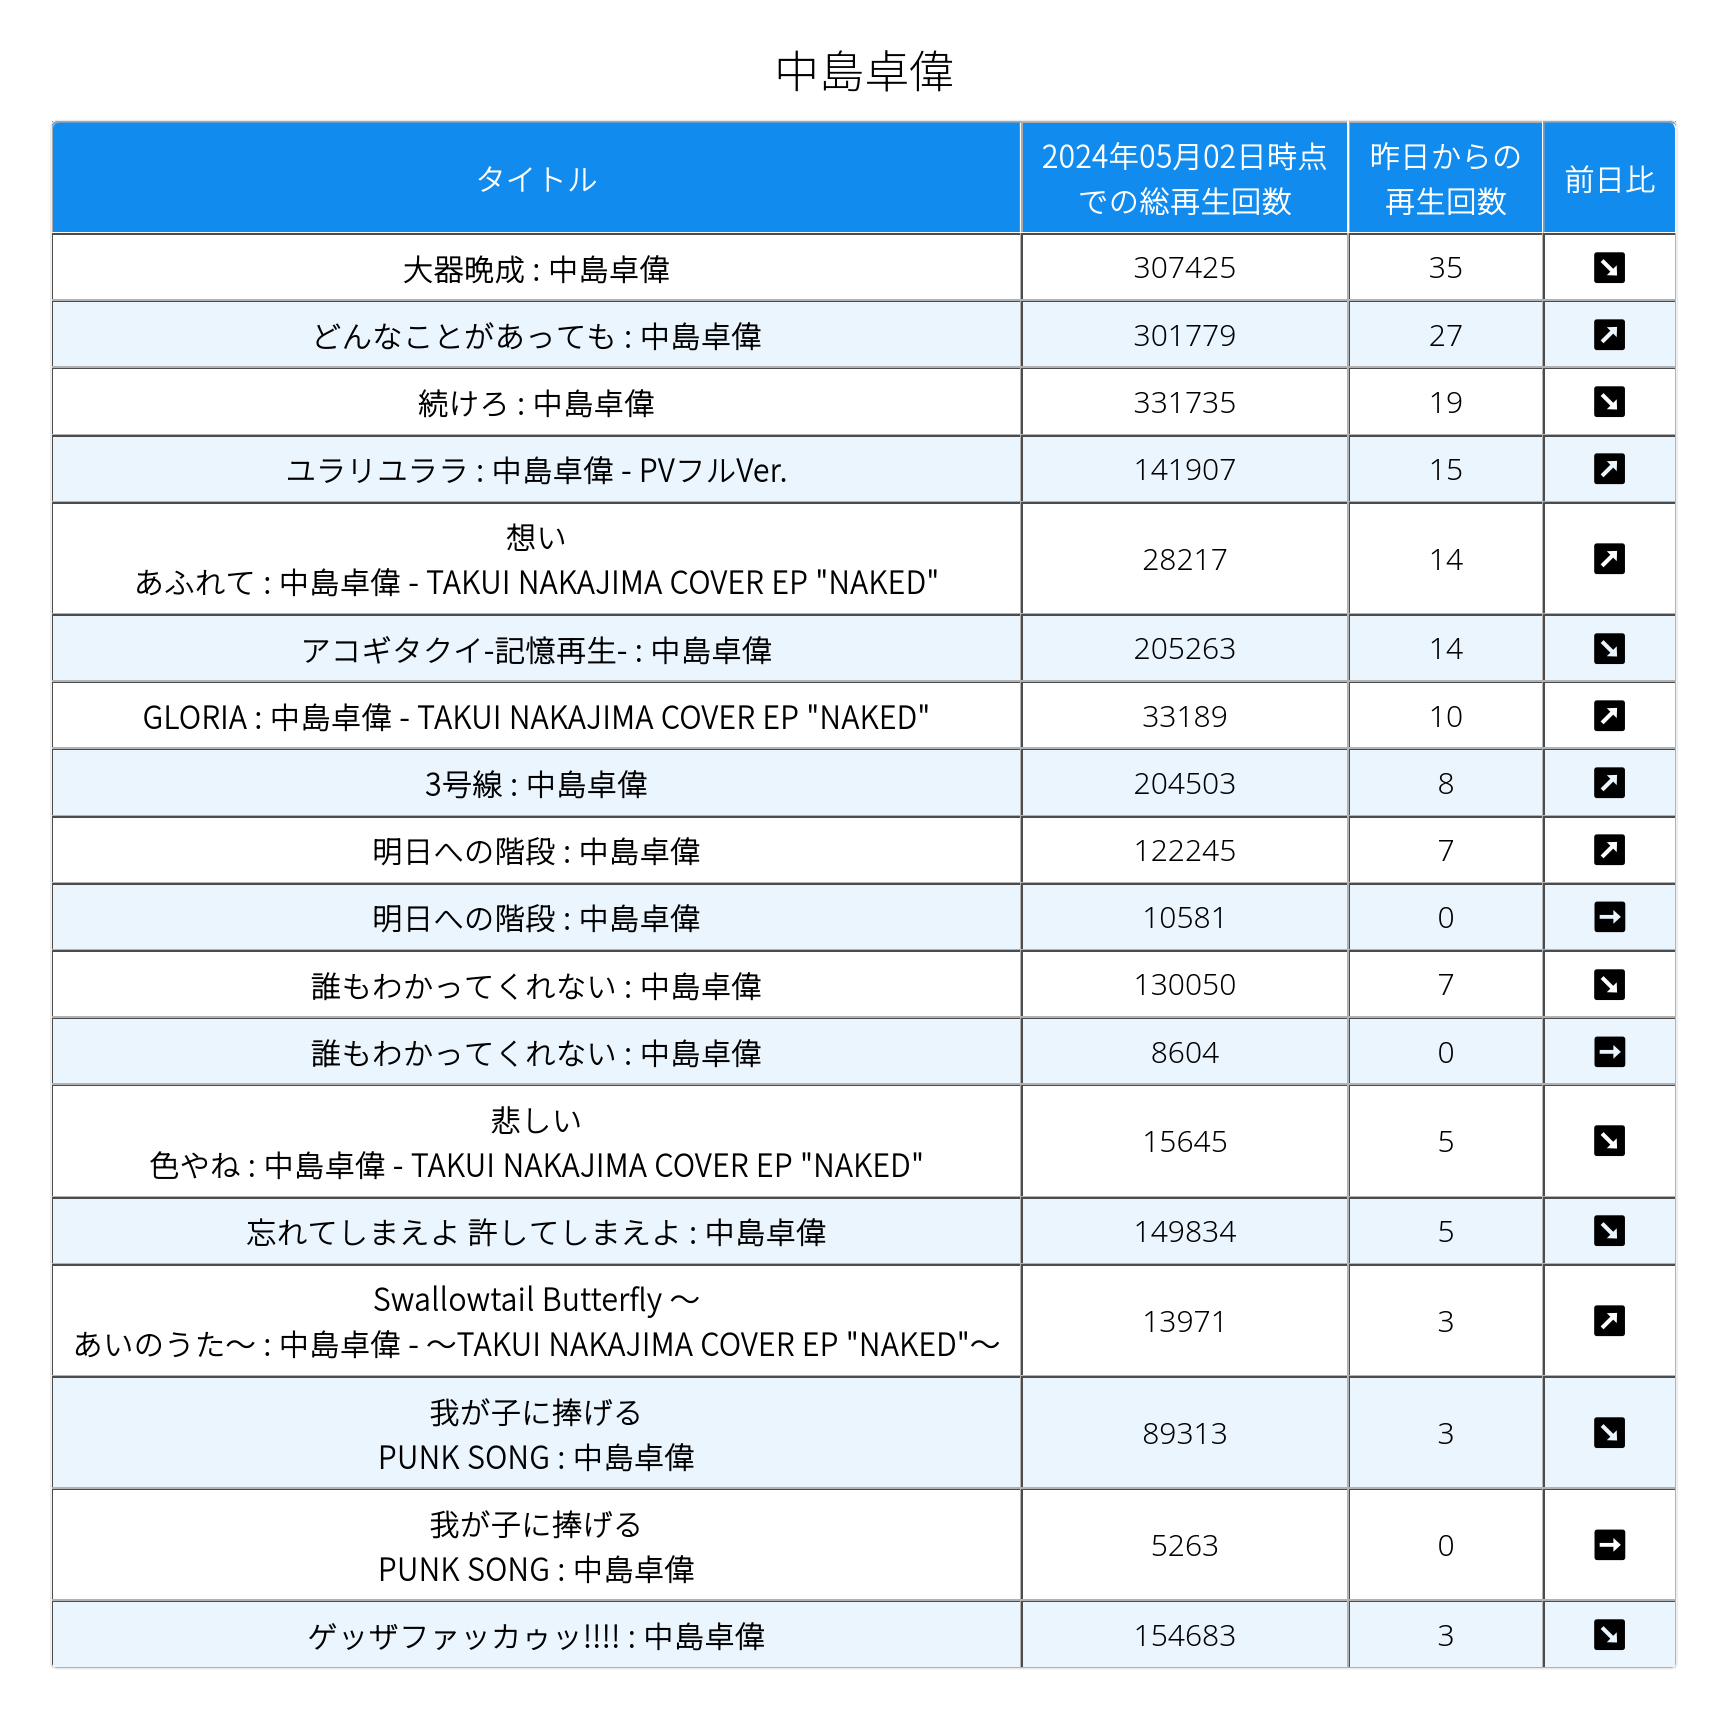 中島卓偉
タイトル
2024年05月02日時点
での総再生回数
昨日からの
再生回数
前日比
大器晩成 : 中島卓偉
307425
35
どんなことがあっても : 中島卓偉
301779
27
続けろ : 中島卓偉
331735
19
ユラリユララ : 中島卓偉 - PVフルVer.
141907
15
想い
あふれて : 中島卓偉 - TAKUI NAKAJIMA COVER EP "NAKED"
28217
14
アコギタクイ-記憶再生- : 中島卓偉
205263
14
GLORIA : 中島卓偉 - TAKUI NAKAJIMA COVER EP "NAKED"
33189
10
3号線 : 中島卓偉
204503
8
明日への階段 : 中島卓偉
122245
7
明日への階段 : 中島卓偉
10581
0
誰もわかってくれない : 中島卓偉
130050
7
誰もわかってくれない : 中島卓偉
8604
0
悲しい
色やね : 中島卓偉 - TAKUI NAKAJIMA COVER EP "NAKED"
15645
5
忘れてしまえよ 許してしまえよ : 中島卓偉
149834
5
Swallowtail Butterfly ～
あいのうた～ : 中島卓偉 - ～TAKUI NAKAJIMA COVER EP "NAKED"～
13971
3
我が子に捧げる
PUNK SONG : 中島卓偉
89313
3
我が子に捧げる
PUNK SONG : 中島卓偉
5263
0
ゲッザファッカゥッ!!!! : 中島卓偉
154683
3